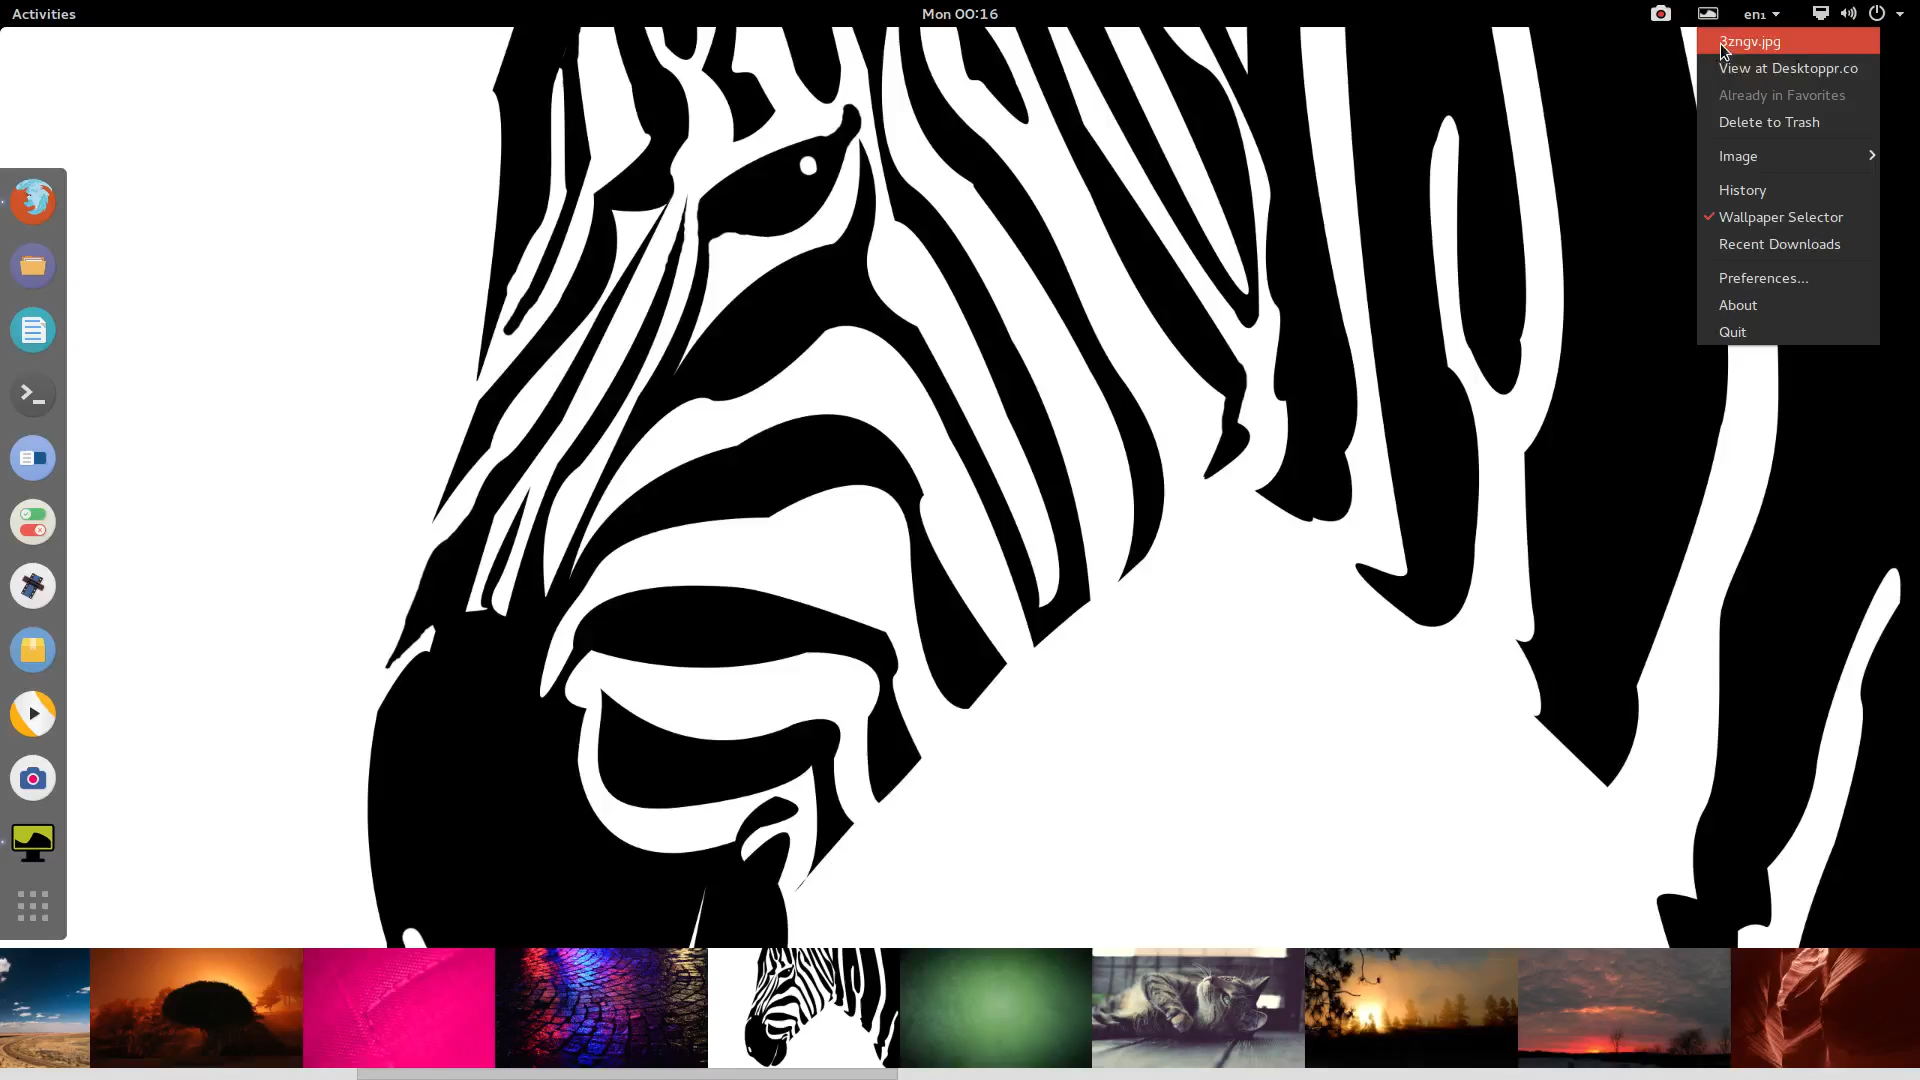 Activities
Mon 00:16
en₁
3zngv.jpg
View at Desktoppr.co
Already in Favorites
Delete to Trash
Image
History
Wallpaper Selector
Recent Downloads
Preferences...
About
Quit